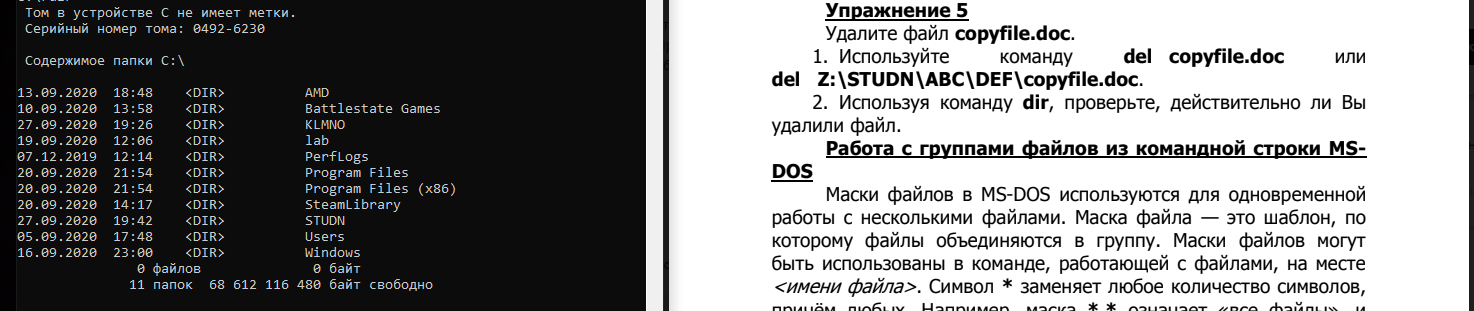 Том в устройстве C не имеет метки.
Серийный номер тома: 0492-6230
Содержимое папки C:\
13.09.2020 18:48 <DIR> AMD
10.09.2020 13:58 <DIR> Battlestate Games
27.09.2020 19:26 <DIR> KLMNO
19.09.2020 12:06 <DIR> lab
07.12.2019 12:14 <DIR> PerfLogs
20.09.2020 21:54 <DIR> Program Files
20.09.2020 21:54 <DIR> Program Files (x86)
20.09.2020 14:17 <DIR> SteamLibrary
27.09.2020 19:42 <DIR> STUDN
05.09.2020 17:48 <DIR> Users
16.09.2020 23:00 <DIR> Windows
0 файлов 0 байт
11 папок 68 612 116 480 байт свободно
Упражнение 5
Удалите файл copyfile.doc.
1. Используйте команду del copyfile.doc или
del Z:\STUDN\ABC\DEF\copyfile.doc.
2. Используя команду dir, проверьте, действительно ли Вы
удалили файл.
Работа с группами файлов из командной строки MS-
DOS
Маски файлов в MS-DOS используются для одновременной
работы с несколькими файлами. Маска файла — это шаблон, по
которому файлы объединяются в группу. Маски файлов могут
быть использованы в команде, работающей с файлами, на месте
<имени файла>. Символ * заменяет любое количество символов,
причём любых. Например, маска *.* означает «все файлы», и